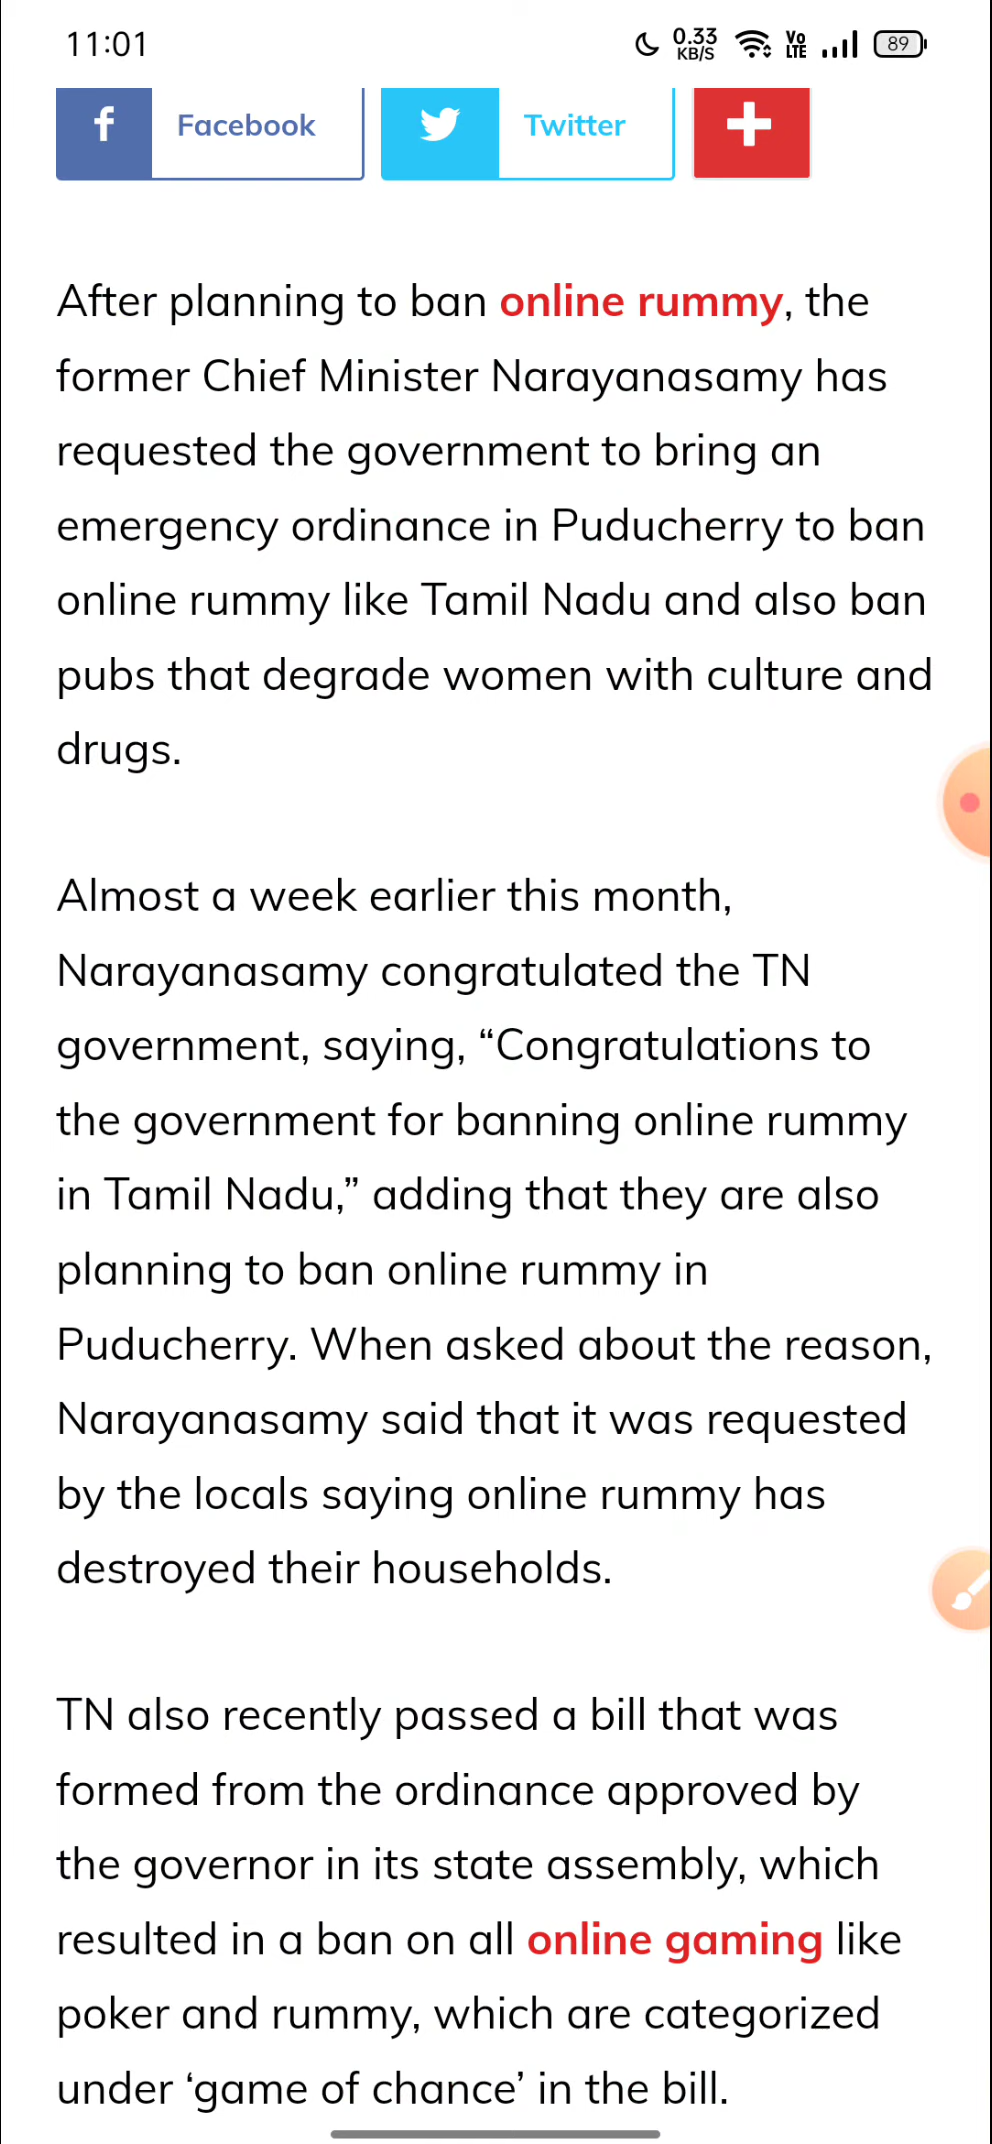 11:01
0.33
KB/S
Vo
LTE
89
f
Facebook
Twitter
After planning to ban online rummy, the
former Chief Minister Narayanasamy has
requested the government to bring an
emergency ordinance in Puducherry to ban
online rummy like Tamil Nadu and also ban
pubs that degrade women with culture and
drugs.
Almost a week earlier this month,
Narayanasamy congratulated the TN
government, saying, “Congratulations to
the government for banning online rummy
in Tamil Nadu,” adding that they are also
planning to ban online rummy in
Puducherry. When asked about the reason,
Narayanasamy said that it was requested
by the locals saying online rummy has
destroyed their households.
TN also recently passed a bill that was
formed from the ordinance approved by
the governor in its state assembly, which
resulted in a ban on all online gaming like
poker and rummy, which are categorized
under ‘game of chance’ in the bill.